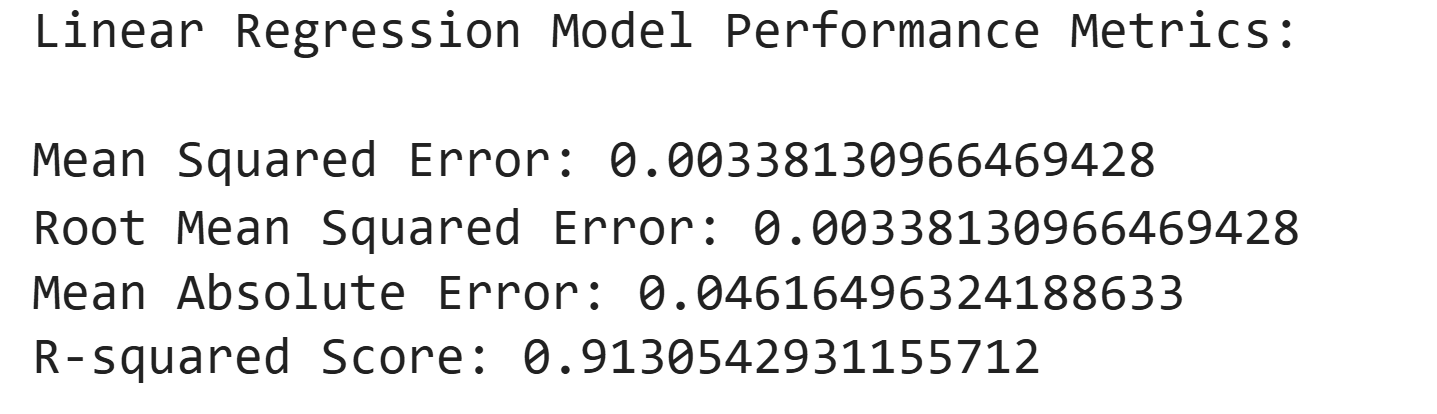 Linear Regression Model Performance Metrics:
Mean Squared Error: 0.00338130966469428
Root Mean Squared Error: 0.00338130966469428
Mean Absolute Error: 0.04616496324188633
R-squared Score: 0.9130542931155712